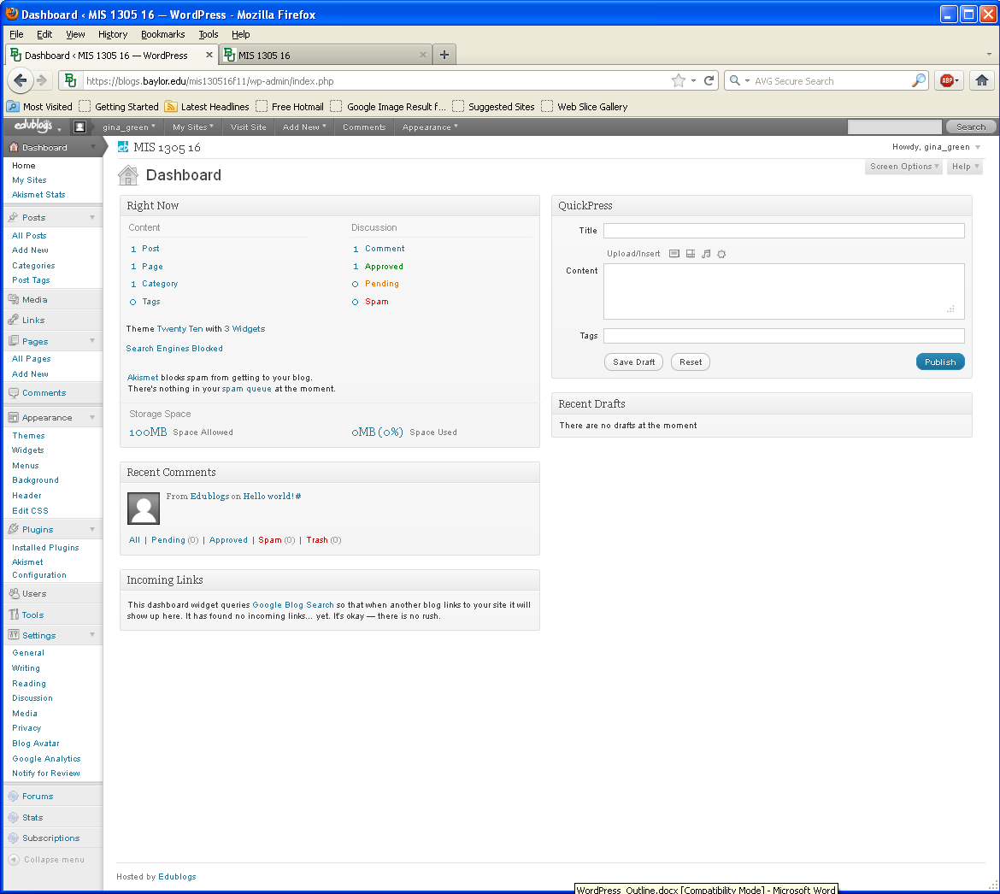 Dashboard ‹ MIS 1305 16 — WordPress - Mozilla Firefox
File Edit View History Bookmarks Tools Help
Dashboard ‹ MIS 1305 16 — WordPress × MIS 1305 16 × +
https://blogs.baylor.edu/mis130516f11/wp-admin/index.php AVG Secure Search ABP
Most Visited Getting Started Latest Headlines Free Hotmail Google Image Result f... Suggested Sites Web Slice Gallery
edublogs gina_green My Sites Visit Site Add New Comments Appearance Search
Dashboard
Home
My Sites
Akismet Stats
Posts
All Posts
Add New
Categories
Post Tags
Media
Links
Pages
All Pages
Add New
Comments
Appearance
Themes
Widgets
Menus
Background
Header
Edit CSS
Plugins
Installed Plugins
Akismet
Configuration
Users
Tools
Settings
General
Writing
Reading
Discussion
Media
Privacy
Blog Avatar
Google Analytics
Notify for Review
Forums
Stats
Subscriptions
Collapse menu
MIS 1305 16
Howdy, gina_green
Screen Options Help
Dashboard
Right Now
Content Discussion
1 Post 1 Comment
1 Page 1 Approved
1 Category 0 Pending
0 Tags 0 Spam
Theme Twenty Ten with 3 Widgets
Search Engines Blocked
Akismet blocks spam from getting to your blog.
There's nothing in your spam queue at the moment.
Storage Space
100MB Space Allowed 0MB (0%) Space Used
Recent Comments
From Edublogs on Hello world! #
All | Pending (0) | Approved | Spam (0) | Trash (0)
Incoming Links
This dashboard widget queries Google Blog Search so that when another blog links to your site it will
show up here. It has found no incoming links... yet. It's okay — there is no rush.
QuickPress
Title
Upload/Insert
Content
Tags
Save Draft Reset Publish
Recent Drafts
There are no drafts at the moment
Hosted by Edublogs
WordPress_Outline.docx [Compatibility Mode] - Microsoft Word